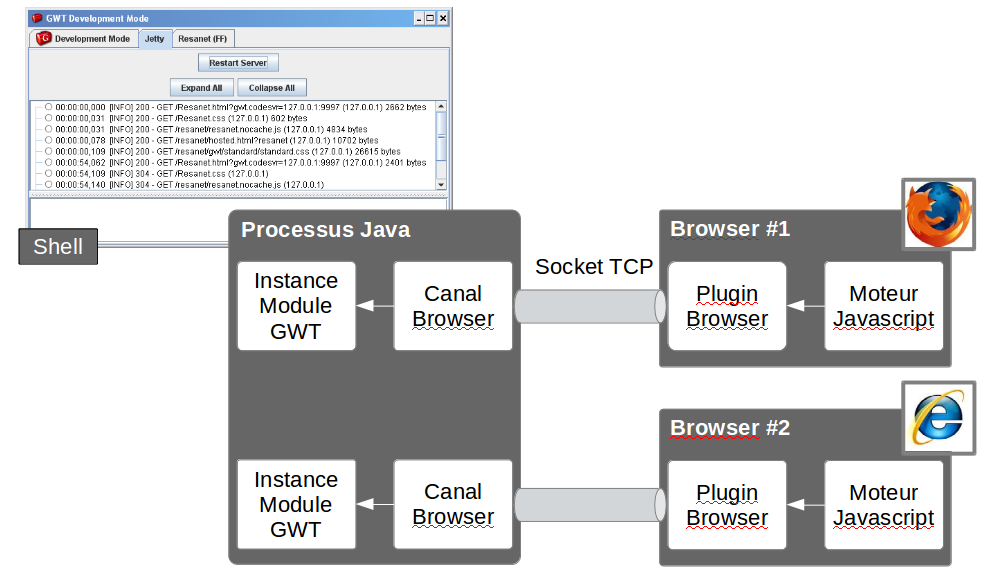 GWT Development Mode
Development Mode
Jetty
Resanet (FF)
Restart Server
Expand All
Collapse All
00:00:00,000 [INFO] 200 - GET /Resanet.html?gwt.codesvr=127.0.0.1:9997 (127.0.0.1) 2662 bytes
00:00:00,031 [INFO] 200 - GET /Resanet.css (127.0.0.1) 602 bytes
00:00:00,031 [INFO] 200 - GET /resanet/resanet.nocache.js (127.0.0.1) 4834 bytes
00:00:00,078 [INFO] 200 - GET /resanet/hosted.html?resanet (127.0.0.1) 10702 bytes
00:00:00,109 [INFO] 200 - GET /resanet/gwt/standard/standard.css (127.0.0.1) 26615 bytes
00:00:54,062 [INFO] 200 - GET /Resanet.html?gwt.codesvr=127.0.0.1:9997 (127.0.0.1) 2401 bytes
00:00:54,109 [INFO] 304 - GET /Resanet.css (127.0.0.1)
00:00:54,140 [INFO] 304 - GET /resanet/resanet.nocache.js (127.0.0.1)
Shell
Processus Java
Instance
Module
GWT
Canal
Browser
Socket TCP
Browser #1
Plugin
Browser
Moteur
Javascript
Instance
Module
GWT
Canal
Browser
Browser #2
Plugin
Browser
Moteur
Javascript